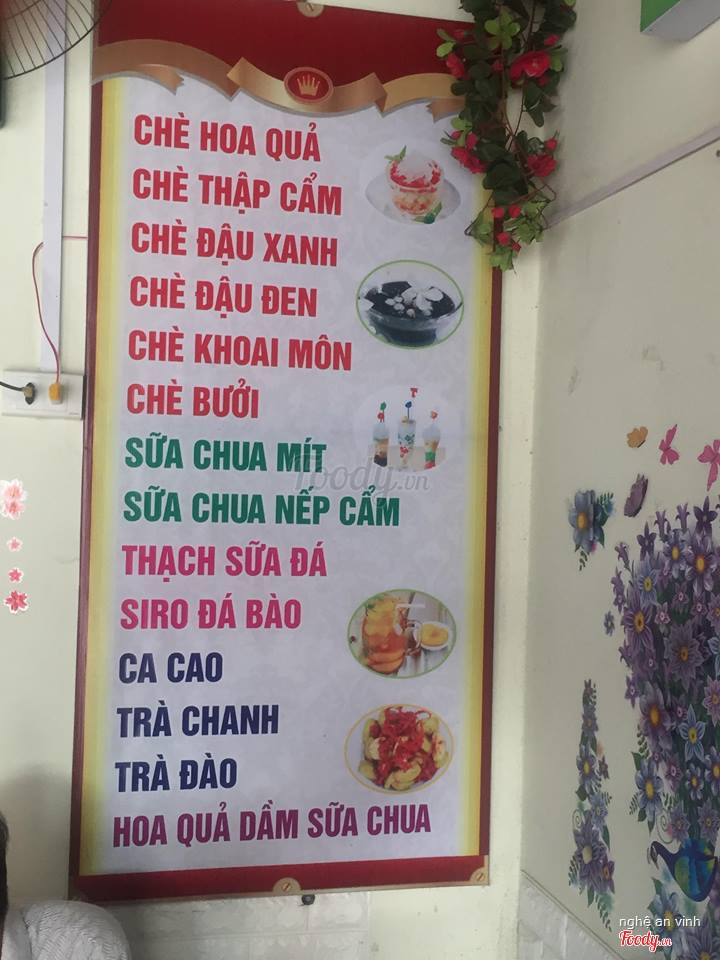 CHÈ HOA QUẢ
CHÈ THẬP CẨM
CHÈ ĐẬU XANH
CHÈ ĐẬU ĐEN
CHÈ KHOAI MÔN
CHÈ BƯỞI
SỮA CHUA MÍT
Foody.vn
SỮA CHUA NẾP CẨM
THẠCH SỮA ĐÁ
SIRO ĐÁ BÀO
CA CAO
TRÀ CHANH
TRÀ ĐÀO
HOA QUẢ DẦM SỮA CHUA
nghệ an vinh
Foody.vn